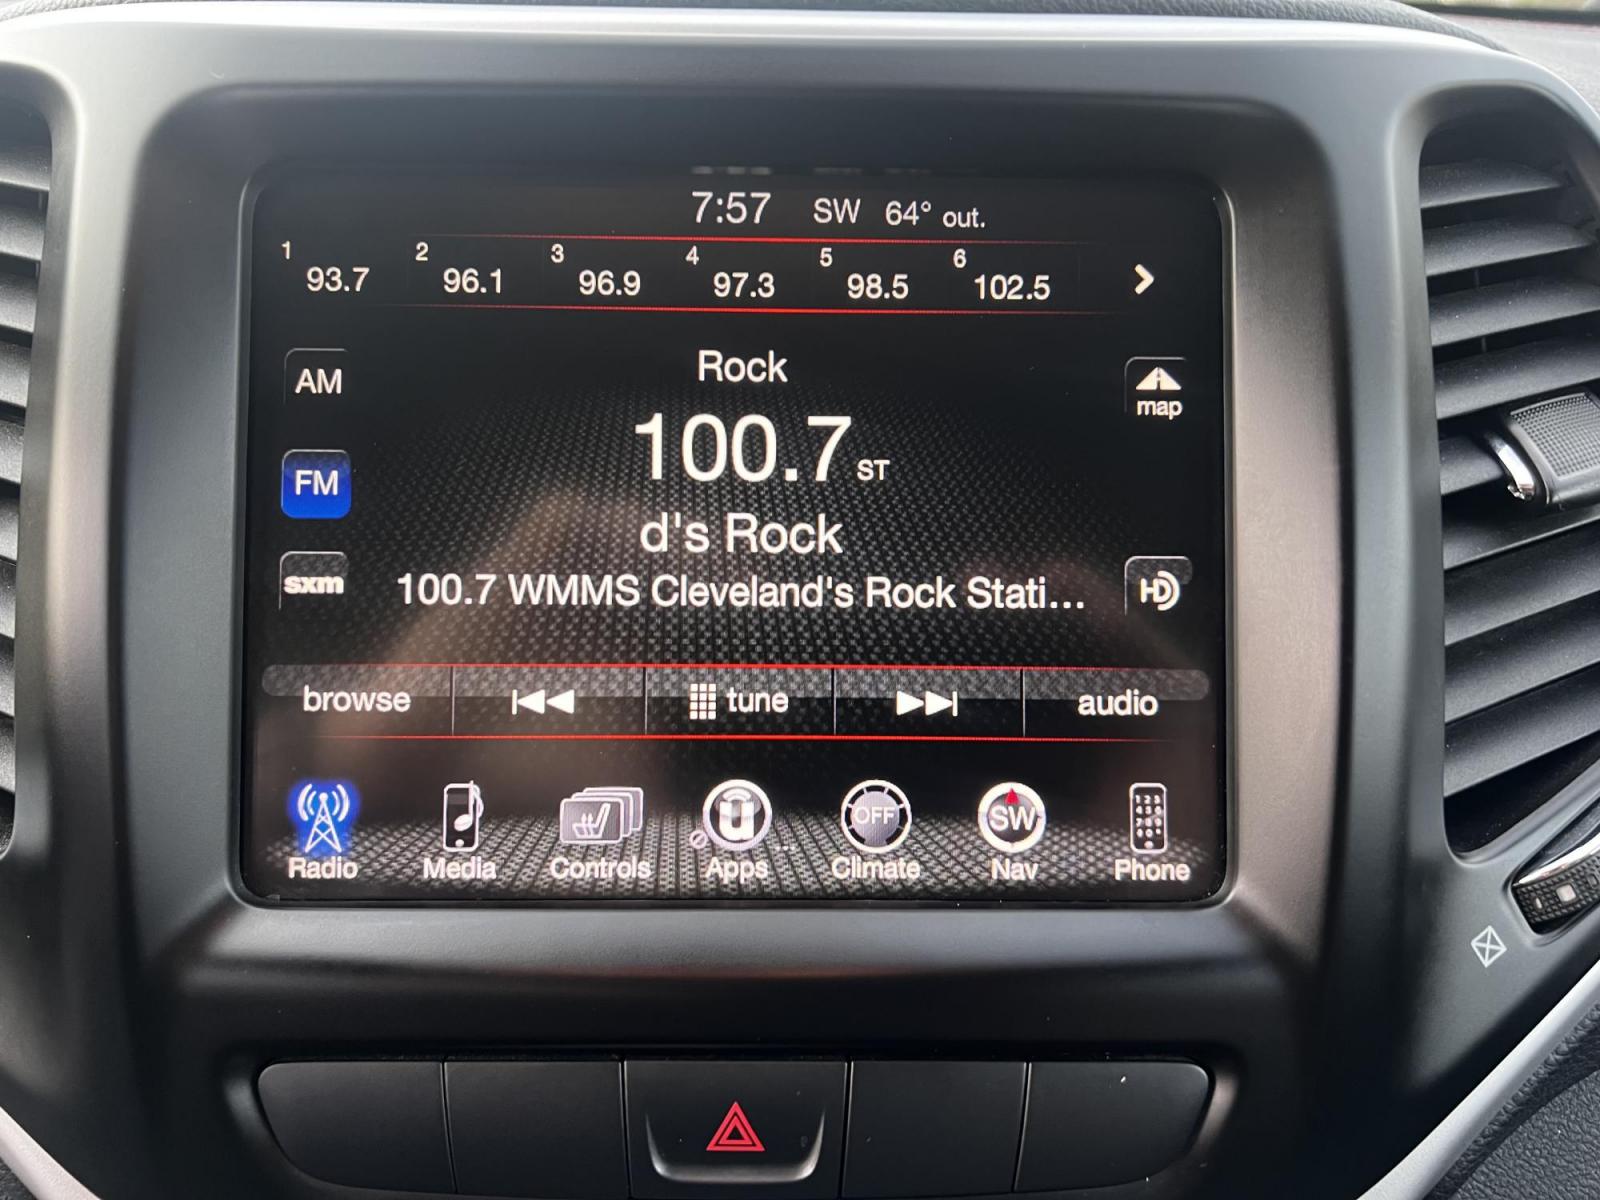 7:57 SW 64° out.
1 93.7 2 96.1 3 96.9 4 97.3 5 98.5 6 102.5
Rock
AM
map
100.7 ST
FM
d's Rock
sxm
100.7 WMMS Cleveland's Rock Stati...
HD
browse tune audio
OFF SW
Radio Media Controls Apps Climate Nav Phone